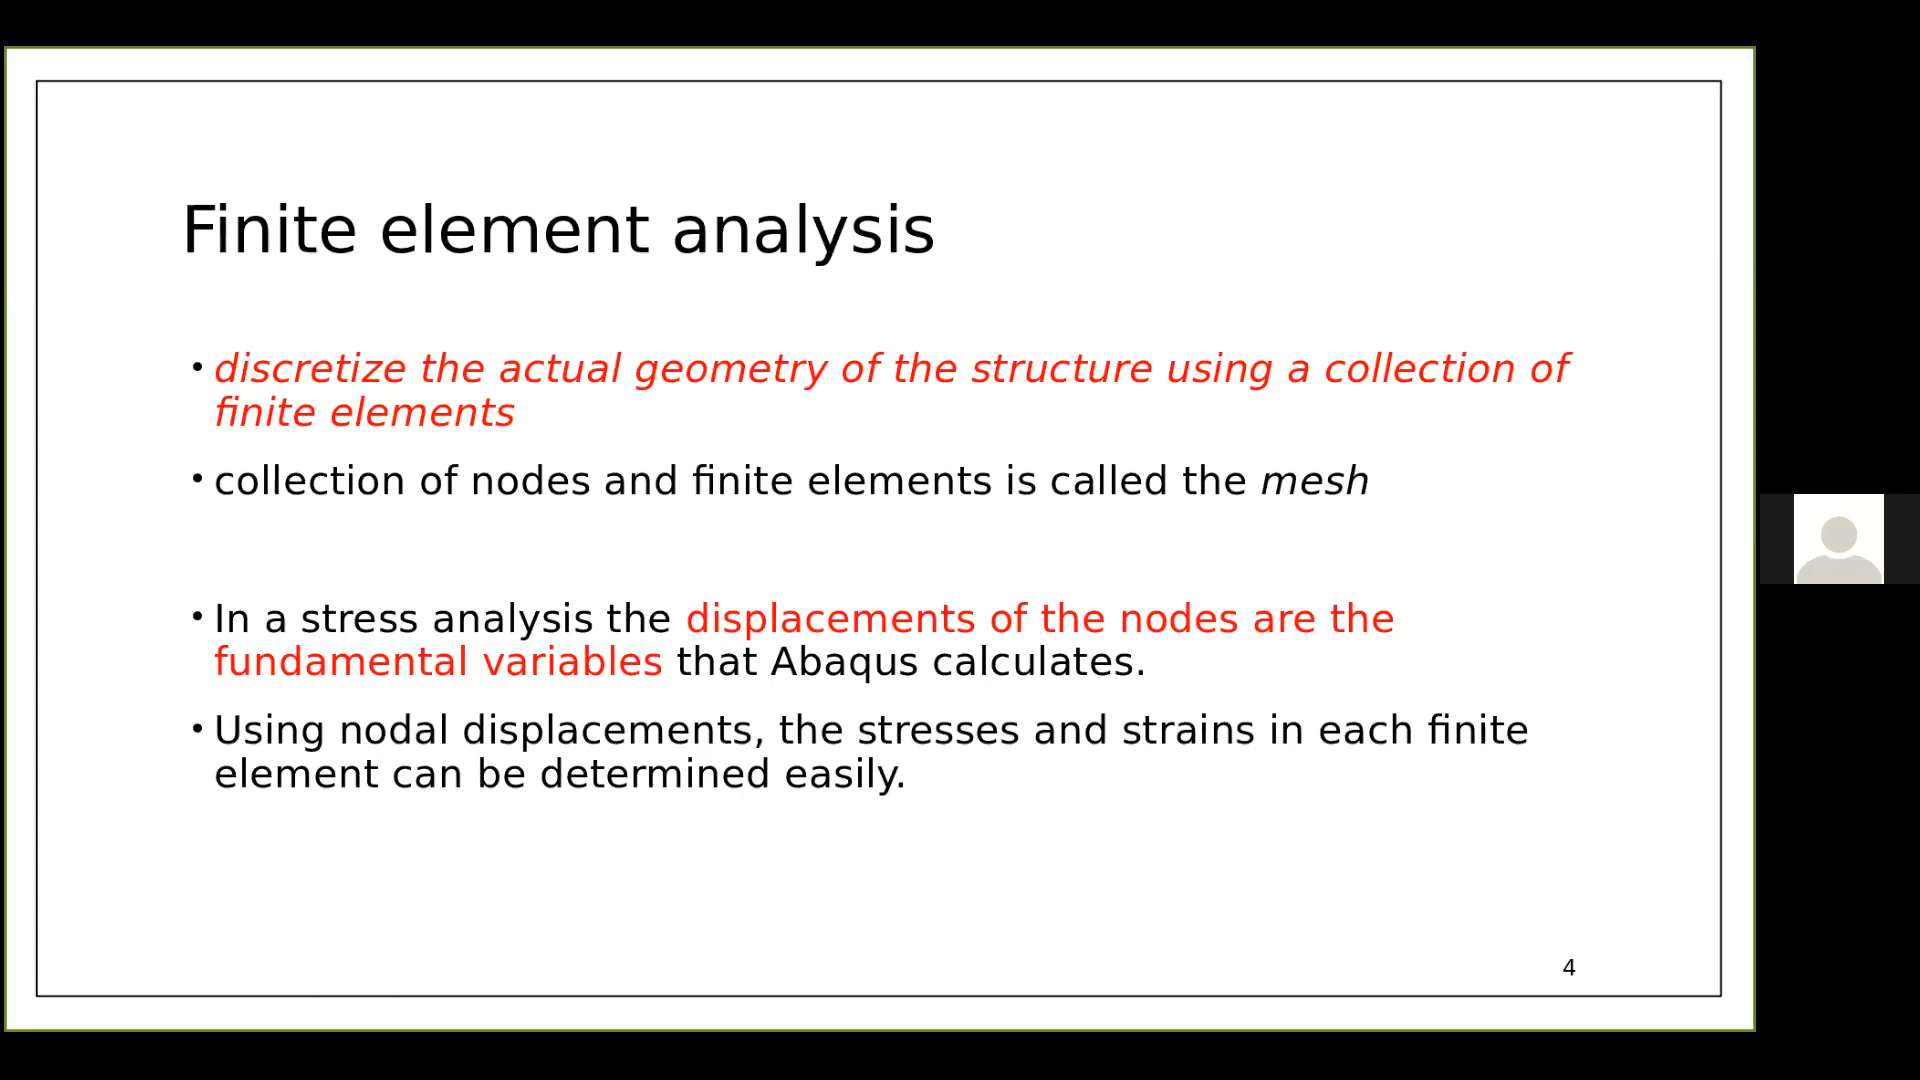 Finite element analysis
• discretize the actual geometry of the structure using a collection of
finite elements
• collection of nodes and finite elements is called the mesh
• In a stress analysis the displacements of the nodes are the
fundamental variables that Abaqus calculates.
• Using nodal displacements, the stresses and strains in each finite
element can be determined easily.
4